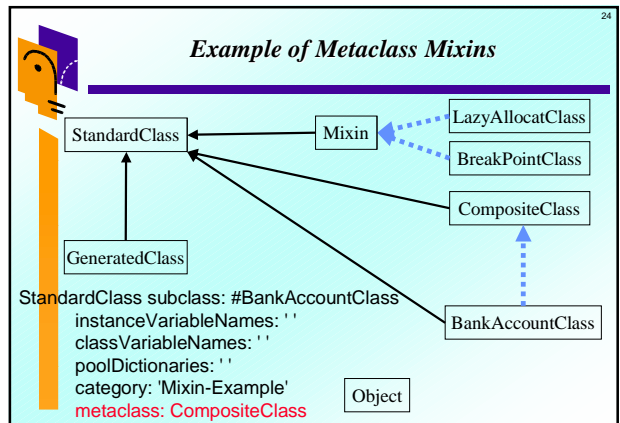 24
Example of Metaclass Mixins
LazyAllocatClass
StandardClass
Mixin
BreakPointClass
CompositeClass
GeneratedClass
StandardClass subclass: #BankAccountClass
instanceVariableNames: ' '
classVariableNames: ' '
poolDictionaries: ' '
category: 'Mixin-Example'
metaclass: CompositeClass
BankAccountClass
Object